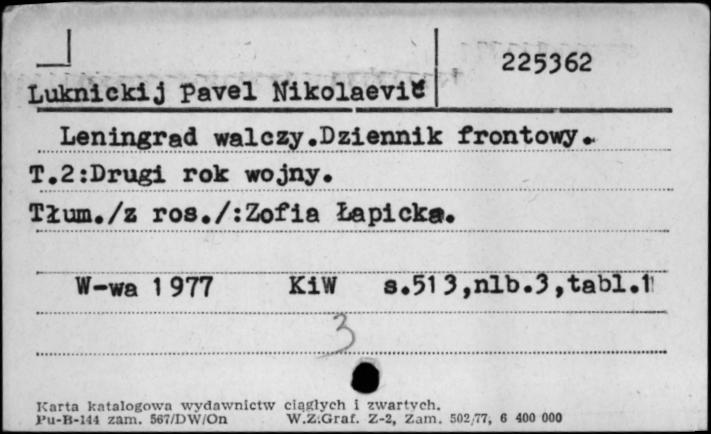 225362
Luknickij Pavel Nikolaevič
Leningrad walczy.Dziennik frontowy.
T.2:Drugi rok wojny.
Tłum./z ros./:Zofia Łapicka.
W-wa 1977 KiW s.513,nlb.3,tabl.1
3
Karta katalogowa wydawnictw ciągłych i zwartych.
Pu-B-144 zam. 567/DW/On W.Z.Graf. Z-2, Zam. 502/77, 6 400 000